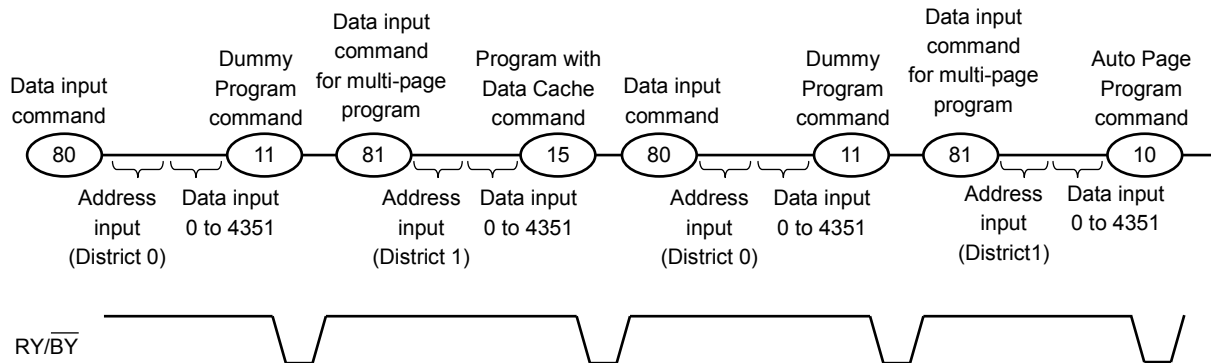 Data input
command
Dummy
Program
command
Data input
command
for multi-page
program
Program with
Data Cache
command
Data input
command
Dummy
Program
command
Data input
command
for multi-page
program
Auto Page
Program
command
80
11
81
15
80
11
81
10
Address
input
(District 0)
Data input
0 to 4351
Address
input
(District 1)
Data input
0 to 4351
Address
input
(District 0)
Data input
0 to 4351
Address
input
(District1)
Data input
0 to 4351
RY/B̅Y̅